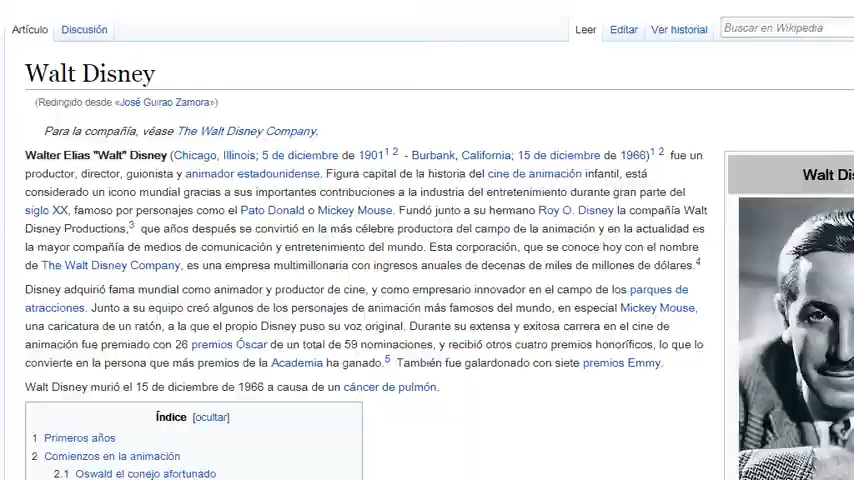 Artículo Discusión Leer Editar Ver historial Buscar en Wikipedia
Walt Disney
(Redirigido desde «José Guirao Zamora»)
Para la compañía, véase The Walt Disney Company.
Walter Elias "Walt" Disney (Chicago, Illinois; 5 de diciembre de 1901 1 2 - Burbank, California; 15 de diciembre de 1966) 1 2 fue un
productor, director, guionista y animador estadounidense. Figura capital de la historia del cine de animación infantil, está
considerado un icono mundial gracias a sus importantes contribuciones a la industria del entretenimiento durante gran parte del
siglo XX, famoso por personajes como el Pato Donald o Mickey Mouse. Fundó junto a su hermano Roy O. Disney la compañía Walt
Disney Productions, 3 que años después se convirtió en la más célebre productora del campo de la animación y en la actualidad es
la mayor compañía de medios de comunicación y entretenimiento del mundo. Esta corporación, que se conoce hoy con el nombre
de The Walt Disney Company, es una empresa multimillonaria con ingresos anuales de decenas de miles de millones de dólares. 4
Disney adquirió fama mundial como animador y productor de cine, y como empresario innovador en el campo de los parques de
atracciones. Junto a su equipo creó algunos de los personajes de animación más famosos del mundo, en especial Mickey Mouse,
una caricatura de un ratón, a la que el propio Disney puso su voz original. Durante su extensa y exitosa carrera en el cine de
animación fue premiado con 26 premios Óscar de un total de 59 nominaciones, y recibió otros cuatro premios honoríficos, lo que lo
convierte en la persona que más premios de la Academia ha ganado. 5 También fue galardonado con siete premios Emmy.
Walt Disney murió el 15 de diciembre de 1966 a causa de un cáncer de pulmón.
Índice [ocultar]
1 Primeros años
2 Comienzos en la animación
2.1 Oswald el conejo afortunado
Walt Dis